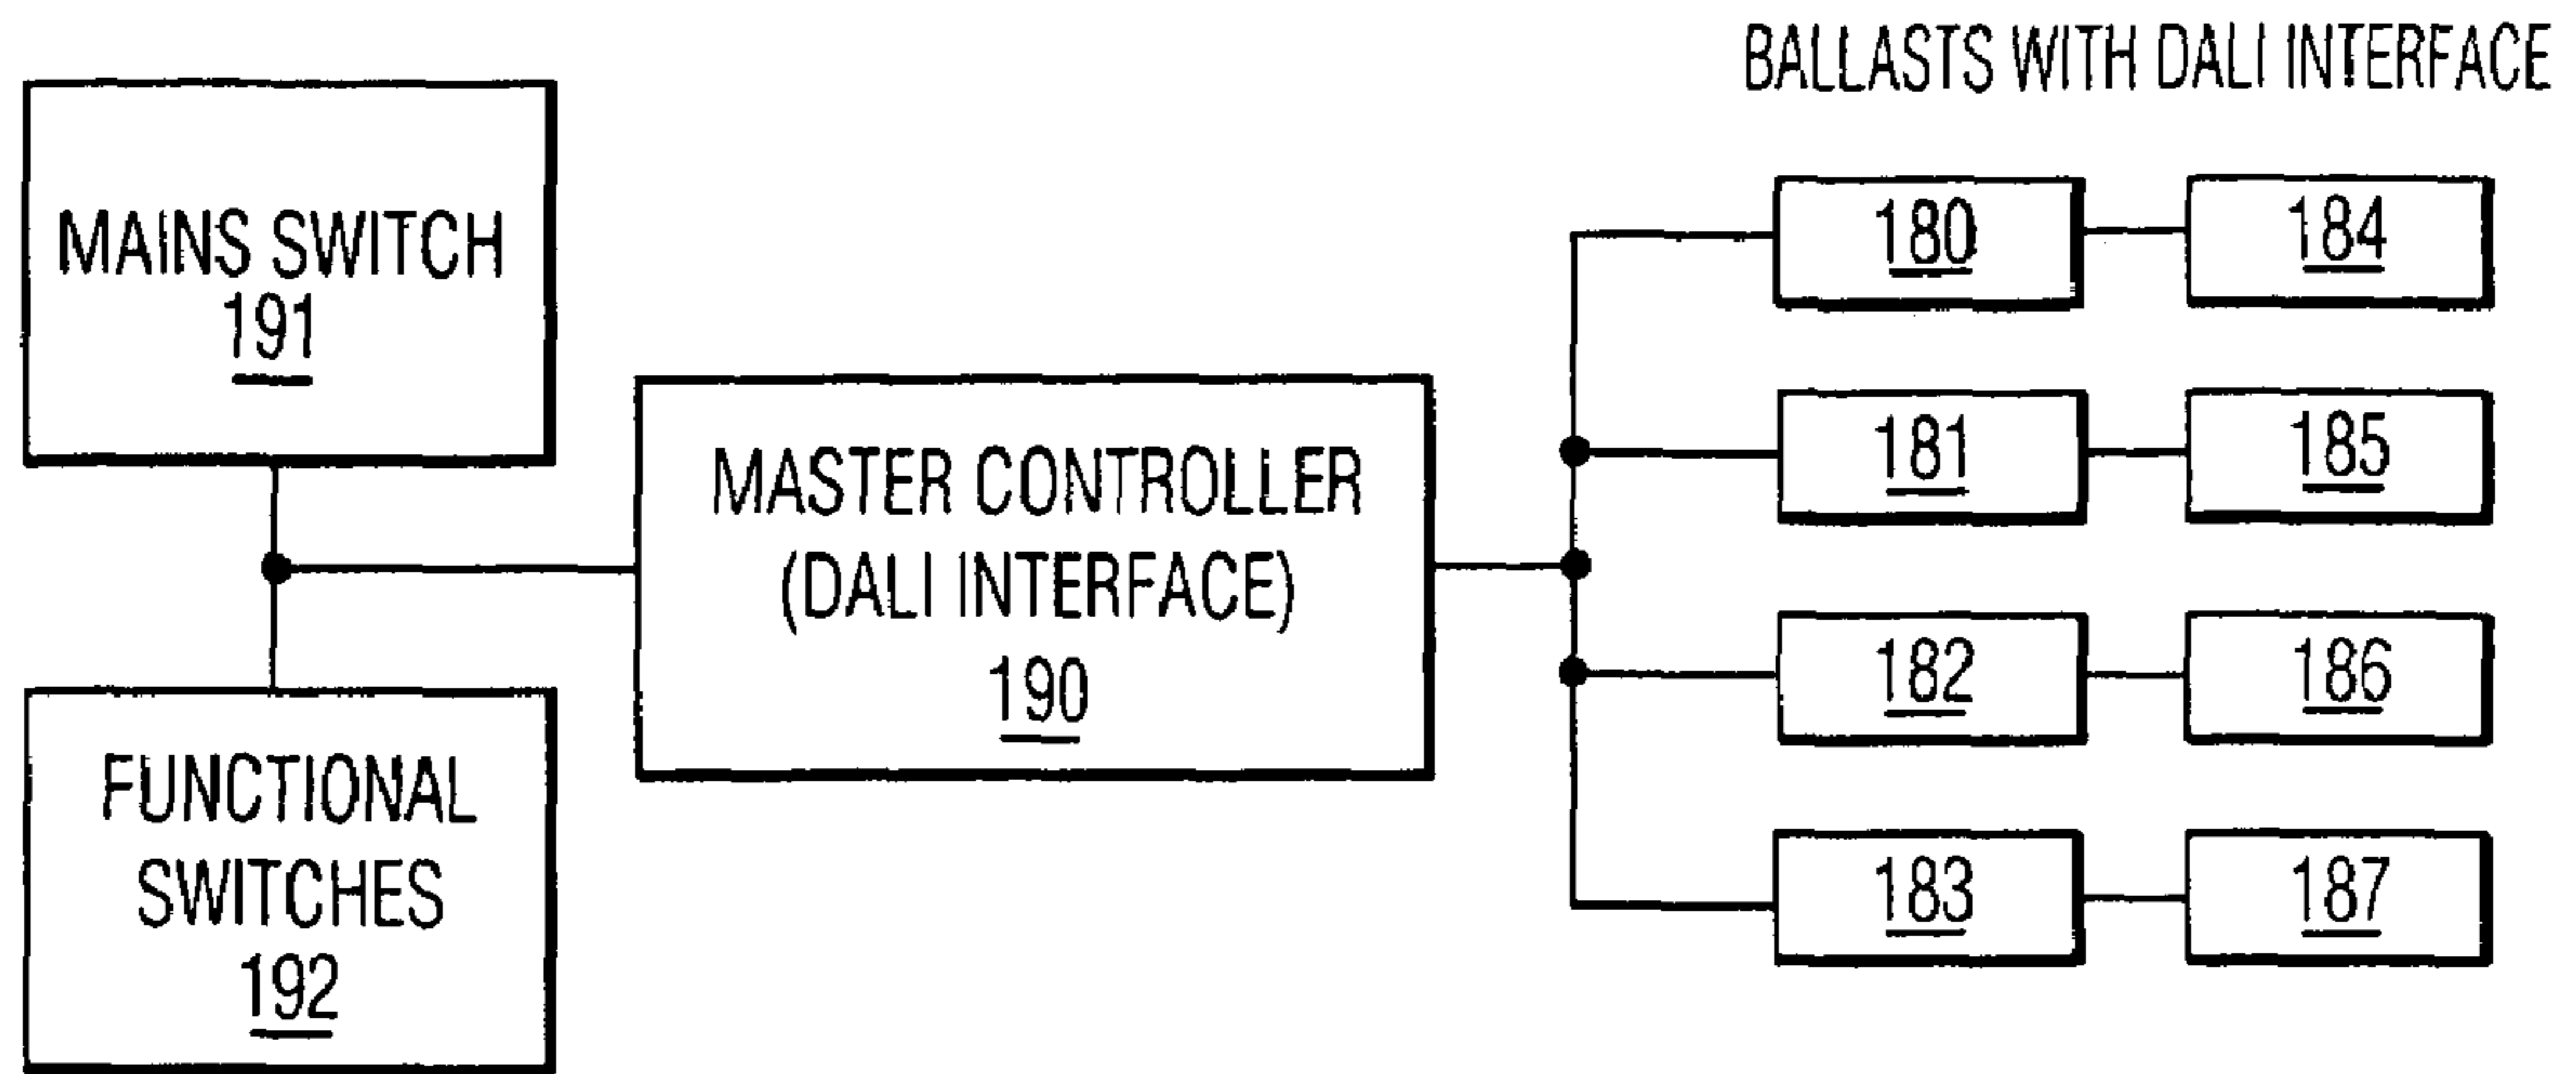 BALLASTS WITH DALI INTERFACE
MAINS SWITCH
191
FUNCTIONAL
SWITCHES
192
MASTER CONTROLLER
(DALI INTERFACE)
190
180
184
181
185
182
186
183
187